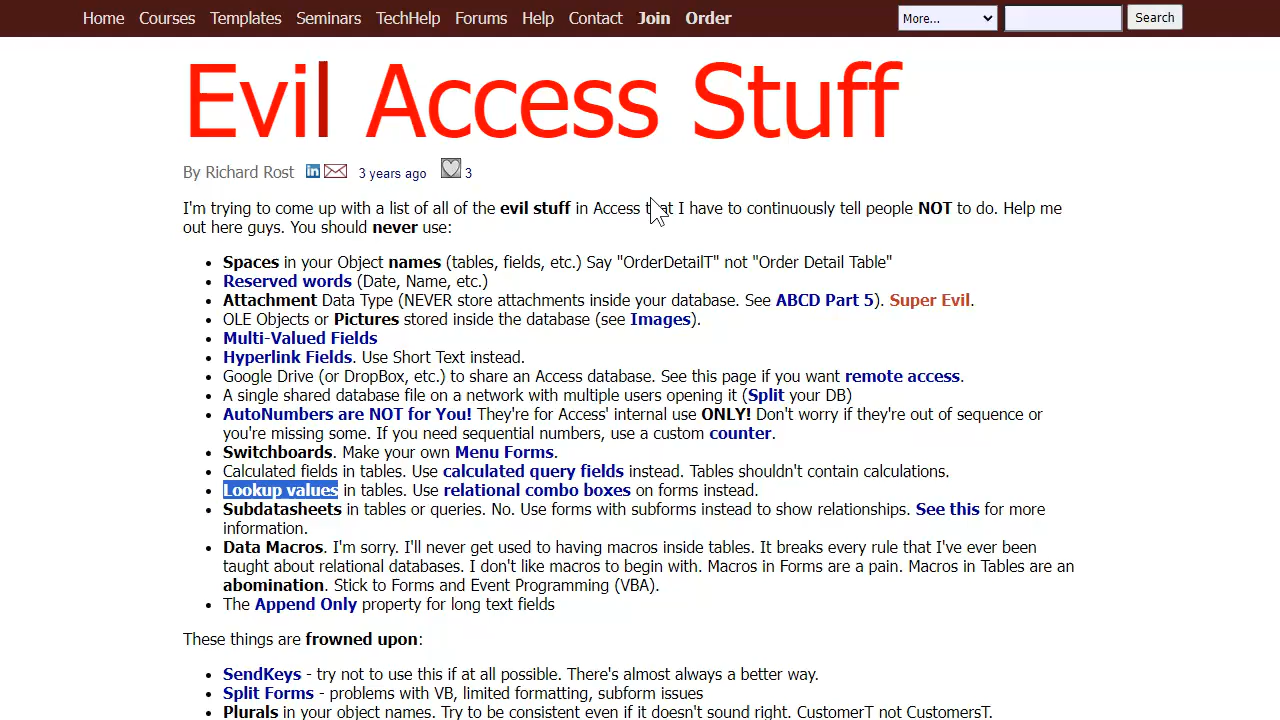 Home Courses Templates Seminars TechHelp Forums Help Contact Join Order More... Search
Evil Access Stuff
By Richard Rost in 3 years ago 3
I'm trying to come up with a list of all of the evil stuff in Access that I have to continuously tell people NOT to do. Help me
out here guys. You should never use:
• Spaces in your Object names (tables, fields, etc.) Say "OrderDetailT" not "Order Detail Table"
• Reserved words (Date, Name, etc.)
• Attachment Data Type (NEVER store attachments inside your database. See ABCD Part 5). Super Evil.
• OLE Objects or Pictures stored inside the database (see Images).
• Multi-Valued Fields
• Hyperlink Fields. Use Short Text instead.
• Google Drive (or DropBox, etc.) to share an Access database. See this page if you want remote access.
• A single shared database file on a network with multiple users opening it (Split your DB)
• AutoNumbers are NOT for You! They're for Access' internal use ONLY! Don't worry if they're out of sequence or
you're missing some. If you need sequential numbers, use a custom counter.
• Switchboards. Make your own Menu Forms.
• Calculated fields in tables. Use calculated query fields instead. Tables shouldn't contain calculations.
• Lookup values in tables. Use relational combo boxes on forms instead.
• Subdatasheets in tables or queries. No. Use forms with subforms instead to show relationships. See this for more
information.
• Data Macros. I'm sorry. I'll never get used to having macros inside tables. It breaks every rule that I've ever been
taught about relational databases. I don't like macros to begin with. Macros in Forms are a pain. Macros in Tables are an
abomination. Stick to Forms and Event Programming (VBA).
• The Append Only property for long text fields
These things are frowned upon:
• SendKeys - try not to use this if at all possible. There's almost always a better way.
• Split Forms - problems with VB, limited formatting, subform issues
• Plurals in your object names. Try to be consistent even if it doesn't sound right. CustomerT not CustomersT.